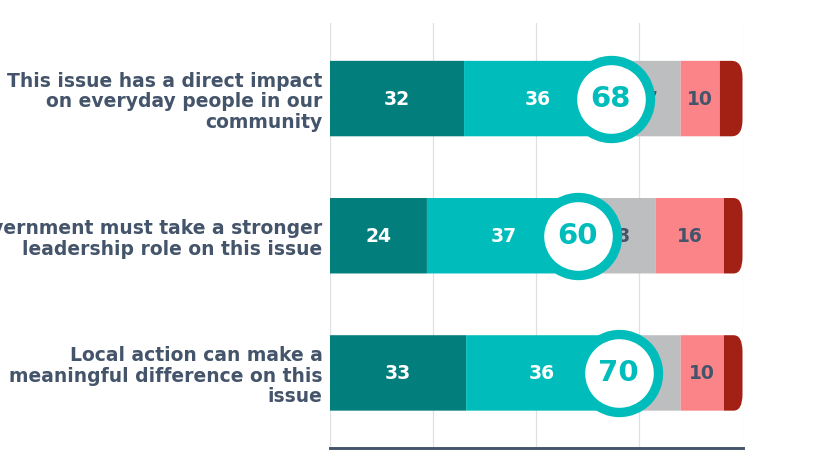 This issue has a direct impact
on everyday people in our
community
32 36 68 10
vernment must take a stronger
leadership role on this issue
24 37 60 16
Local action can make a
meaningful difference on this
issue
33 36 70 10